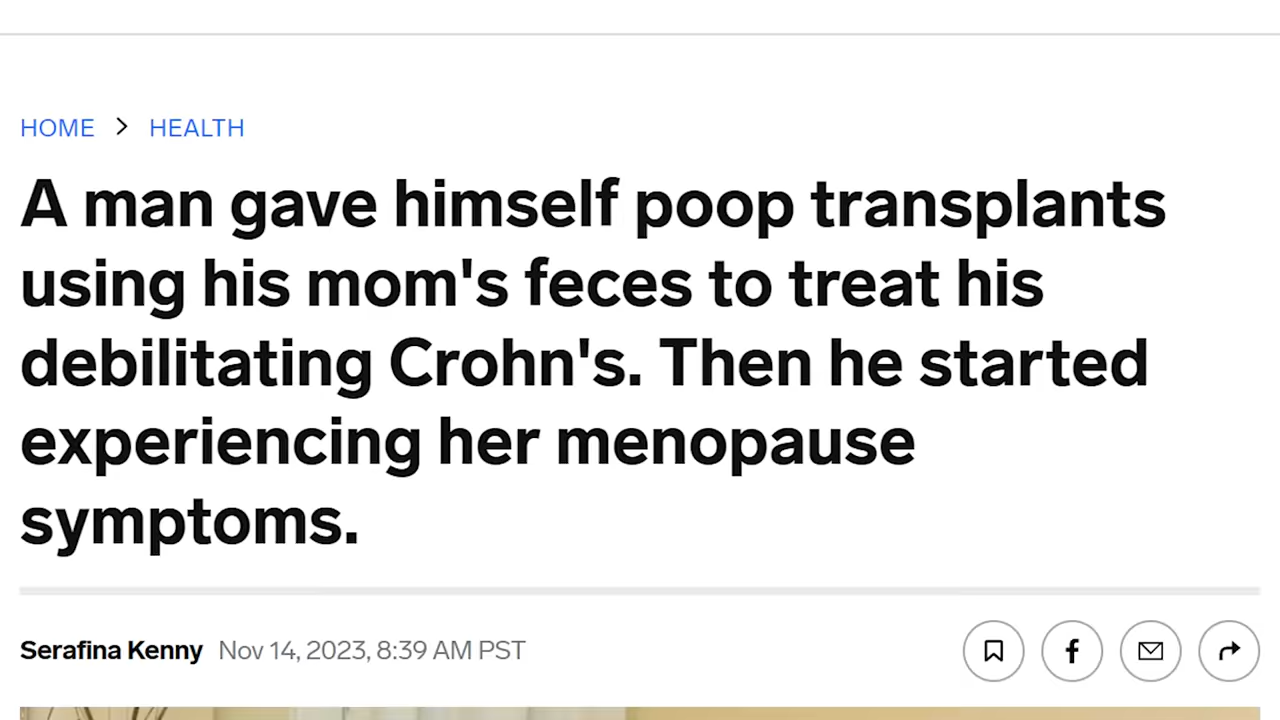 HOME > HEALTH
A man gave himself poop transplants
using his mom's feces to treat his
debilitating Crohn's. Then he started
experiencing her menopause
symptoms.
Serafina Kenny Nov 14, 2023, 8:39 AM PST